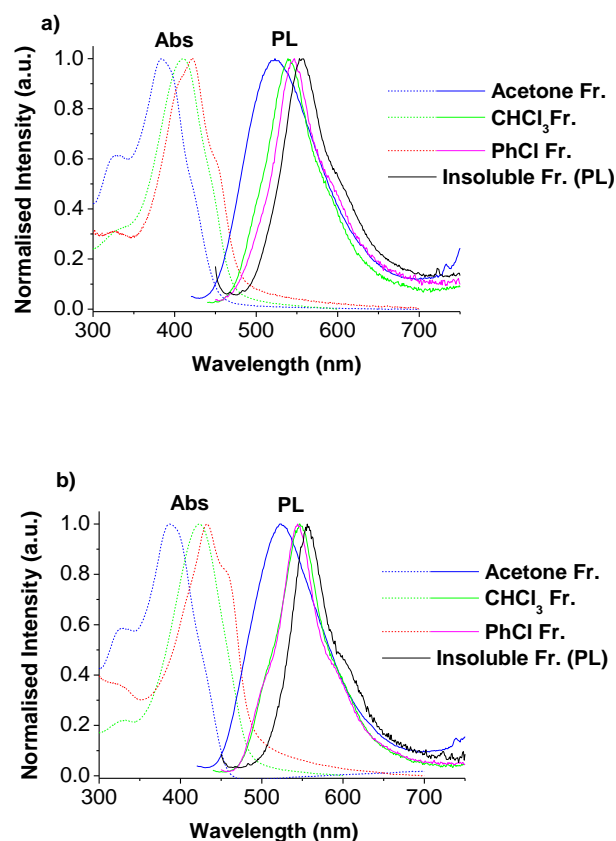 a)
Abs
PL
Normalised Intensity (a.u.)
1.0
0.8
0.6
0.4
0.2
0.0
Acetone Fr.
CHCl₃Fr.
PhCl Fr.
Insoluble Fr. (PL)
300
400
500
600
700
Wavelength (nm)
b)
Abs
PL
Normalised Intensity (a.u.)
1.0
0.8
0.6
0.4
0.2
0.0
Acetone Fr.
CHCl₃ Fr.
PhCl Fr.
Insoluble Fr. (PL)
300
400
500
600
700
Wavelength (nm)